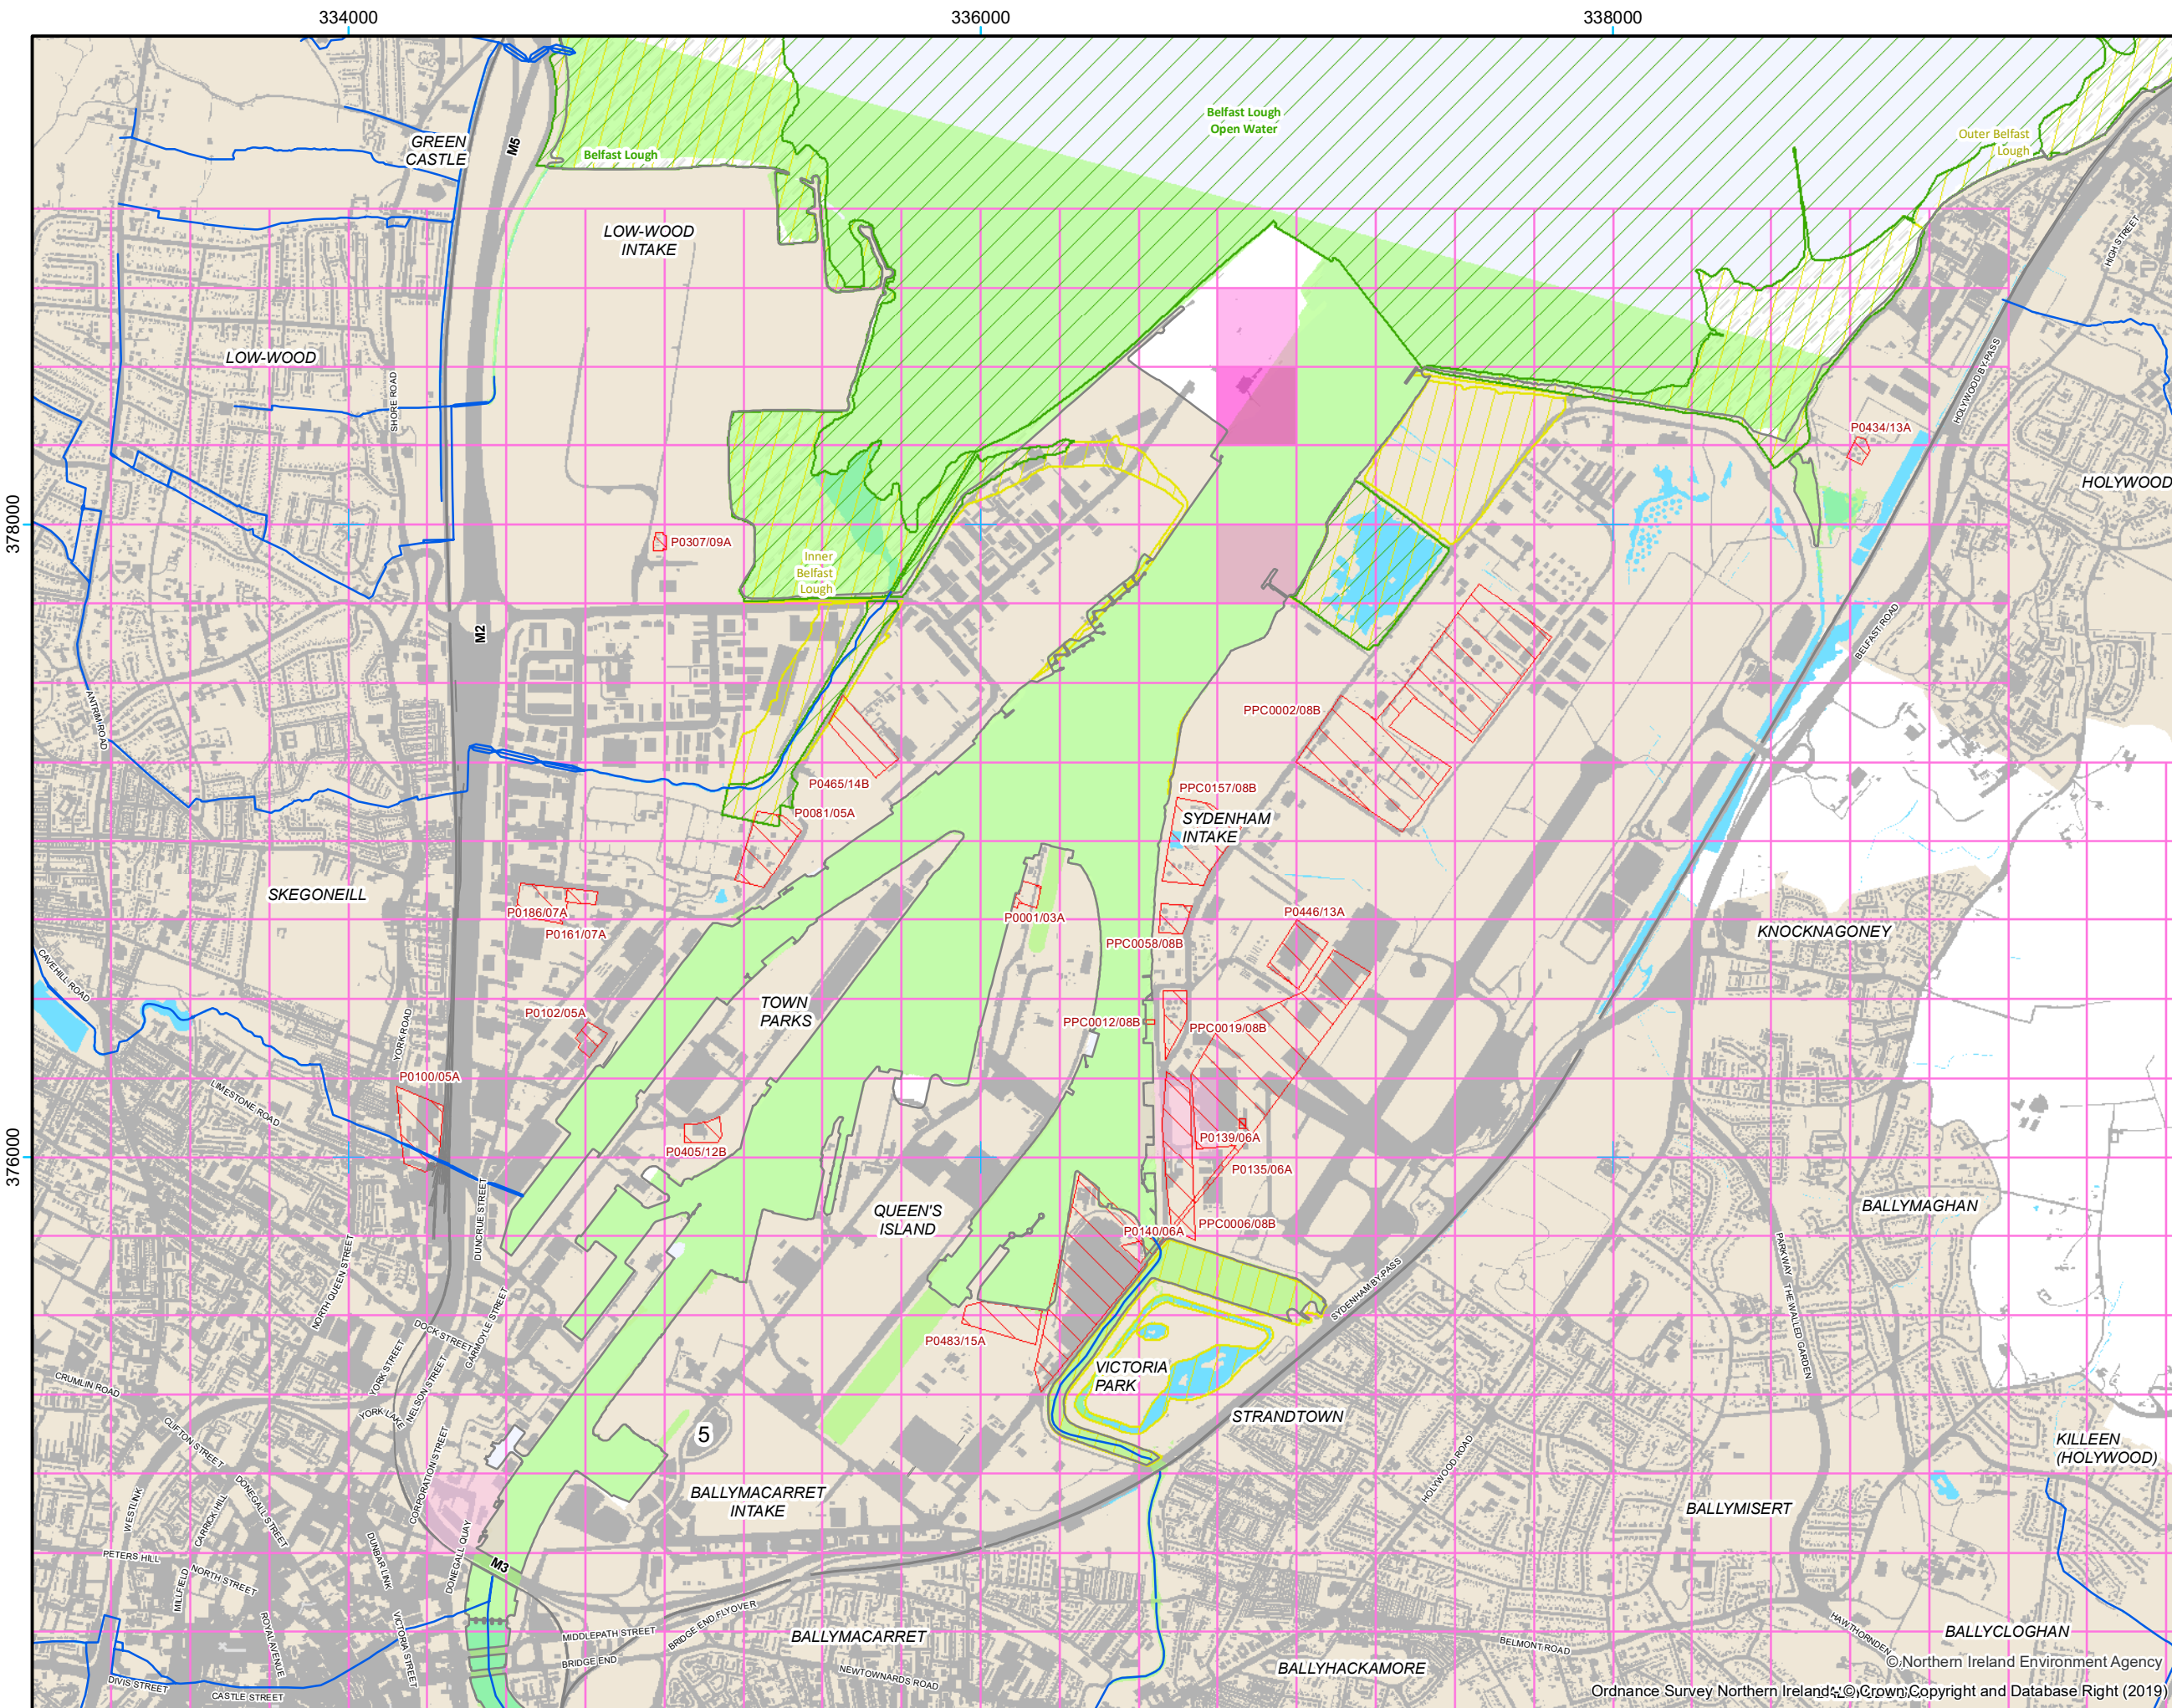 334000
336000
338000
378000
376000
GREEN
CASTLE
M5
Belfast Lough
Belfast Lough
Open Water
Outer Belfast
Lough
LOW-WOOD
INTAKE
HIGH STREET
LOW-WOOD
SHORE ROAD
HOLYWOOD BY-PASS
P0434/13A
HOLYWOOD
P0307/09A
Inner
Belfast
Lough
M2
BELFAST ROAD
ANTRIM ROAD
PPC0002/08B
P0465/14B
PPC0157/08B
P0081/05A
SYDENHAM
INTAKE
SKEGONEILL
P0186/07A
P0161/07A
P0001/03A
P0446/13A
PPC0058/08B
KNOCKNAGONEY
CAVEHILL ROAD
TOWN
PARKS
P0102/05A
PPC0012/08B
PPC0019/08B
YORK ROAD
P0100/05A
LIMESTONE ROAD
P0139/06A
P0405/12B
P0135/06A
BALLYMAGHAN
QUEEN'S
ISLAND
DUNCRUE STREET
PPC0006/08B
P0140/06A
NORTH QUEEN STREET
PARKWAY
THE WALLED GARDEN
SYDENHAM BY-PASS
DOCK STREET
GARMOYLE STREET
P0483/15A
VICTORIA
PARK
YORK STREET
NELSON STREET
CRUMLIN ROAD
YORK LAKE
STRANDTOWN
5
CLIFTON STREET
CORPORATION STREET
KILLEEN
(HOLYWOOD)
HOLYWOOD ROAD
BALLYMACARRET
INTAKE
BALLYMISERT
WESTLINK
CARRICK HILL
DONEGALL STREET
DUNBAR LINK
DONEGALL QUAY
PETERS HILL
M3
MILLFIELD
NORTH STREET
ROYAL AVENUE
VICTORIA STREET
MIDDLEPATH STREET
BRIDGE END FLYOVER
BALLYMACARRET
BRIDGE END
NEWTOWNARDS ROAD
BELMONT ROAD
HAWTHORNDEN
BALLYCLOGHAN
BALLYHACKAMORE
DIVIS STREET
CASTLE STREET
© Northern Ireland Environment Agency
Ordnance Survey Northern Ireland - © Crown Copyright and Database Right (2019)